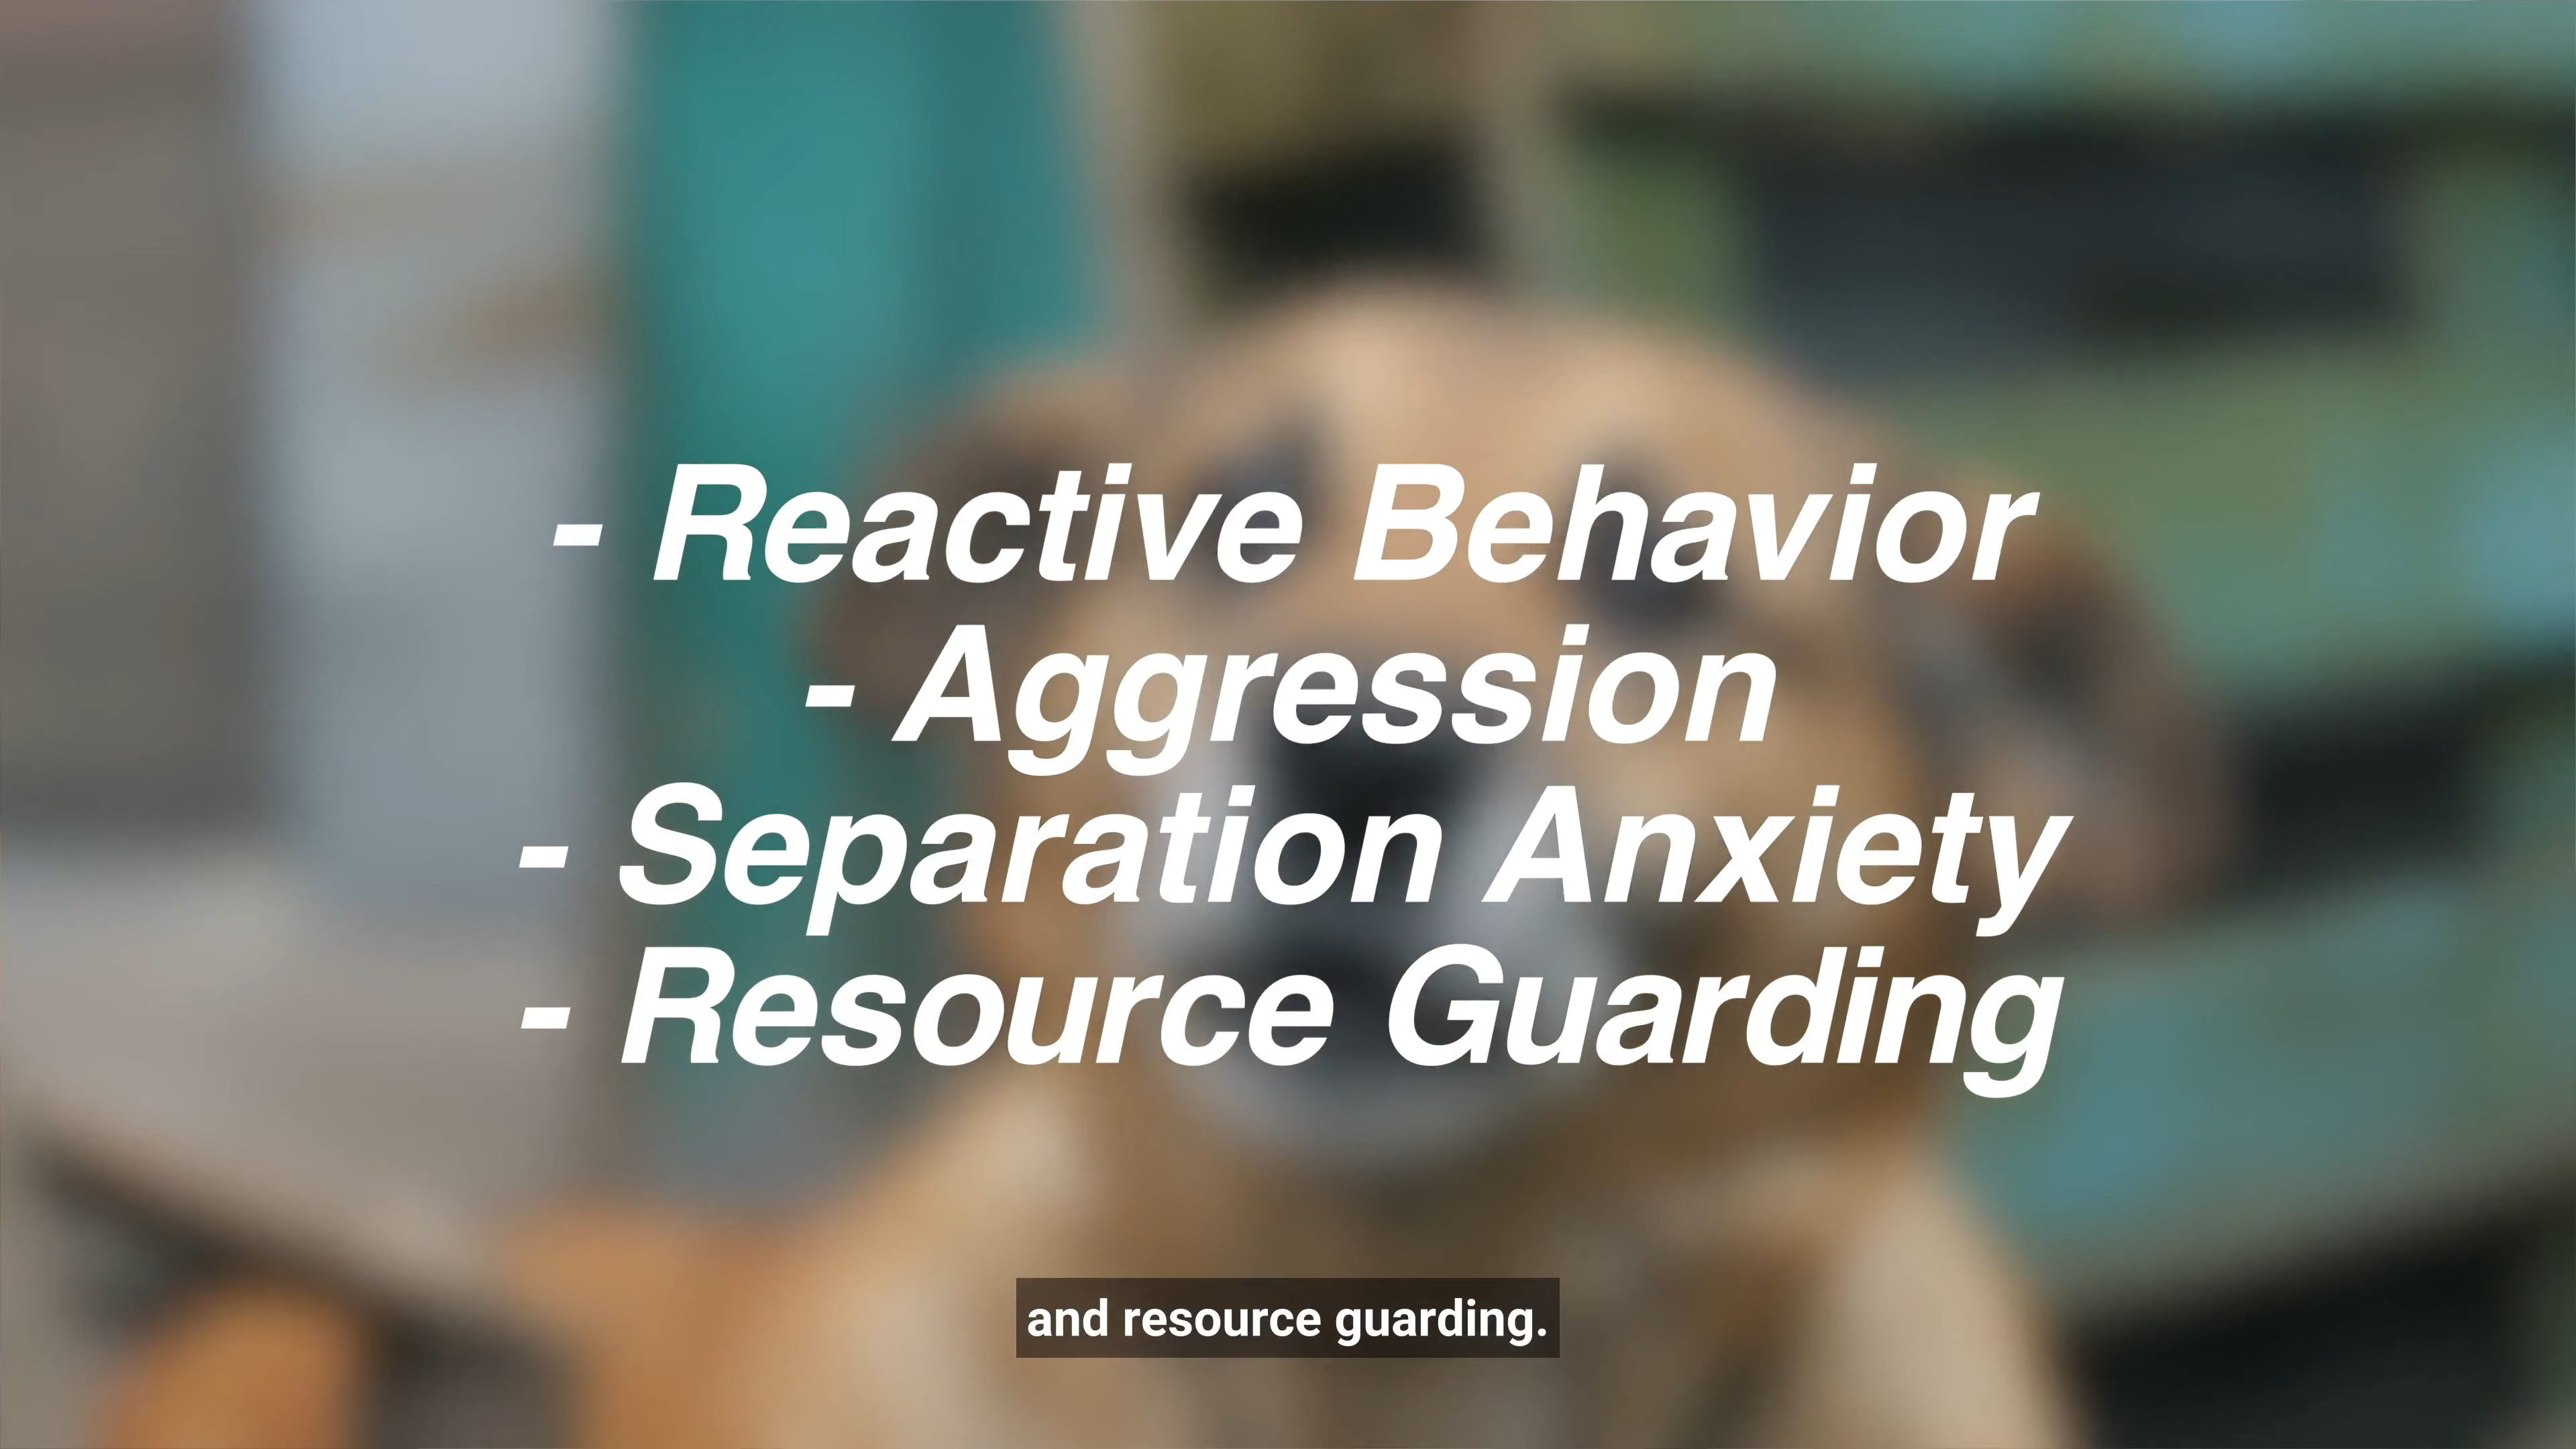 - Reactive Behavior
- Aggression
- Separation Anxiety
- Resource Guarding
and resource guarding.